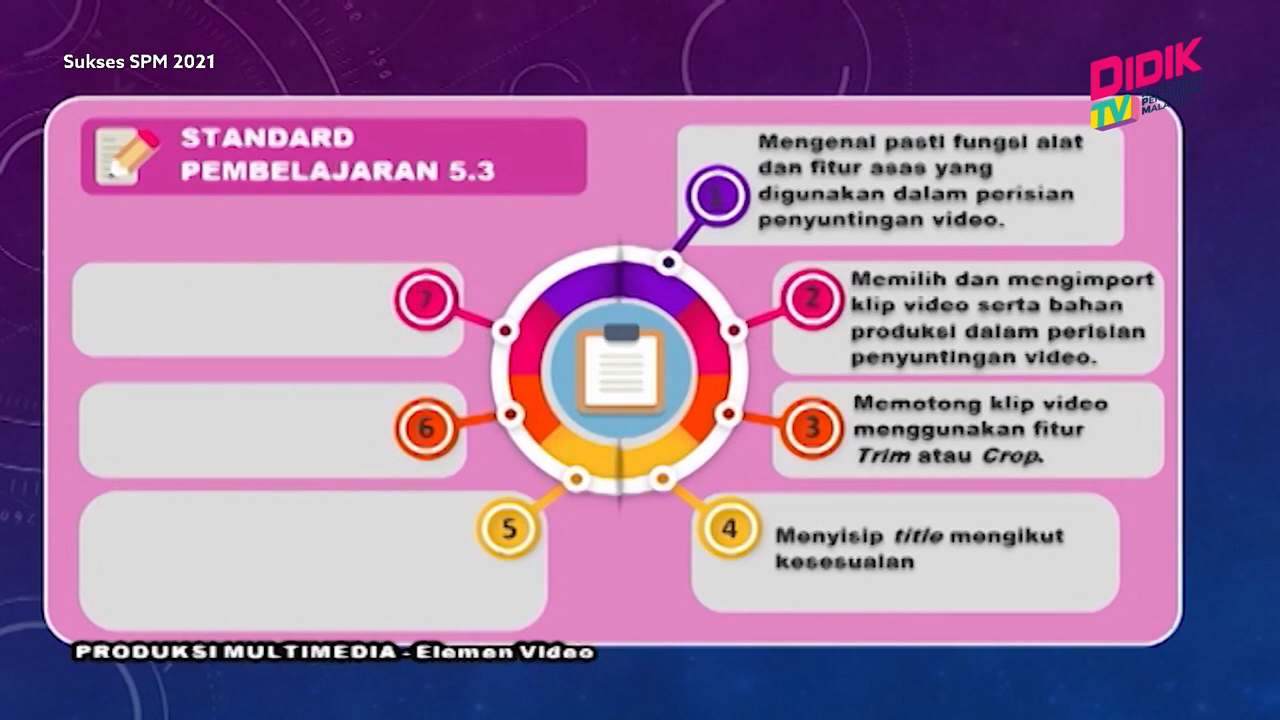 Sukses SPM 2021
DIDIK
TV
STANDARD
PEMBELAJARAN 5.3
1
Mengenal pasti fungsi alat
dan fitur asas yang
digunakan dalam perisian
penyuntingan video.
2
Memilih dan mengimport
klip video serta bahan
produksi dalam perisian
penyuntingan video.
3
Memotong klip video
menggunakan fitur
Trim atau Crop.
4
Menyisip title mengikut
kesesuaian
5
6
7
PRODUKSI MULTIMEDIA - Elemen Video